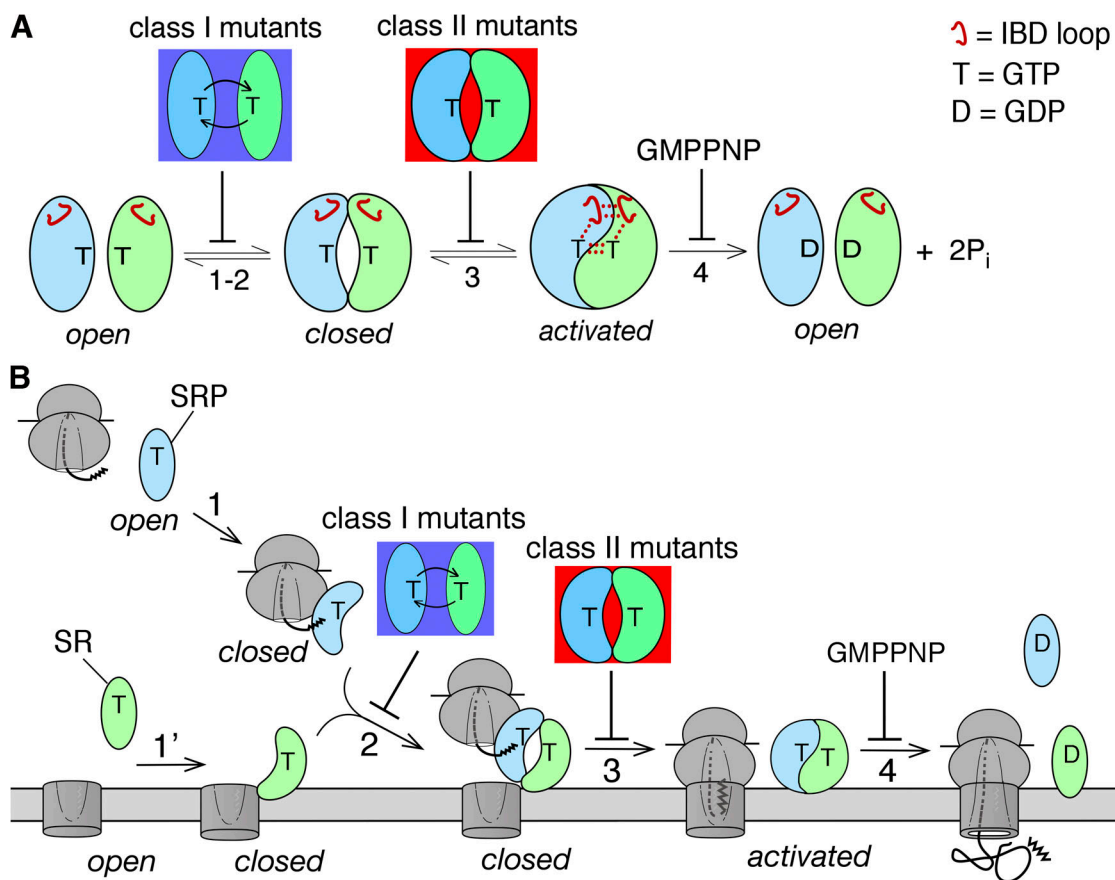 A
class I mutants
class II mutants
= IBD loop
T = GTP
D = GDP
T T
T T
GMPPNP
T T
T T
T T
D D
+ 2Pi
1-2
3
4
open
closed
activated
open
B
SRP
T
open
1
class I mutants
T T
class II mutants
T T
T
closed
SR
T
1’
T
2
T T
3
GMPPNP
T T
4
D
D
open
closed
closed
activated